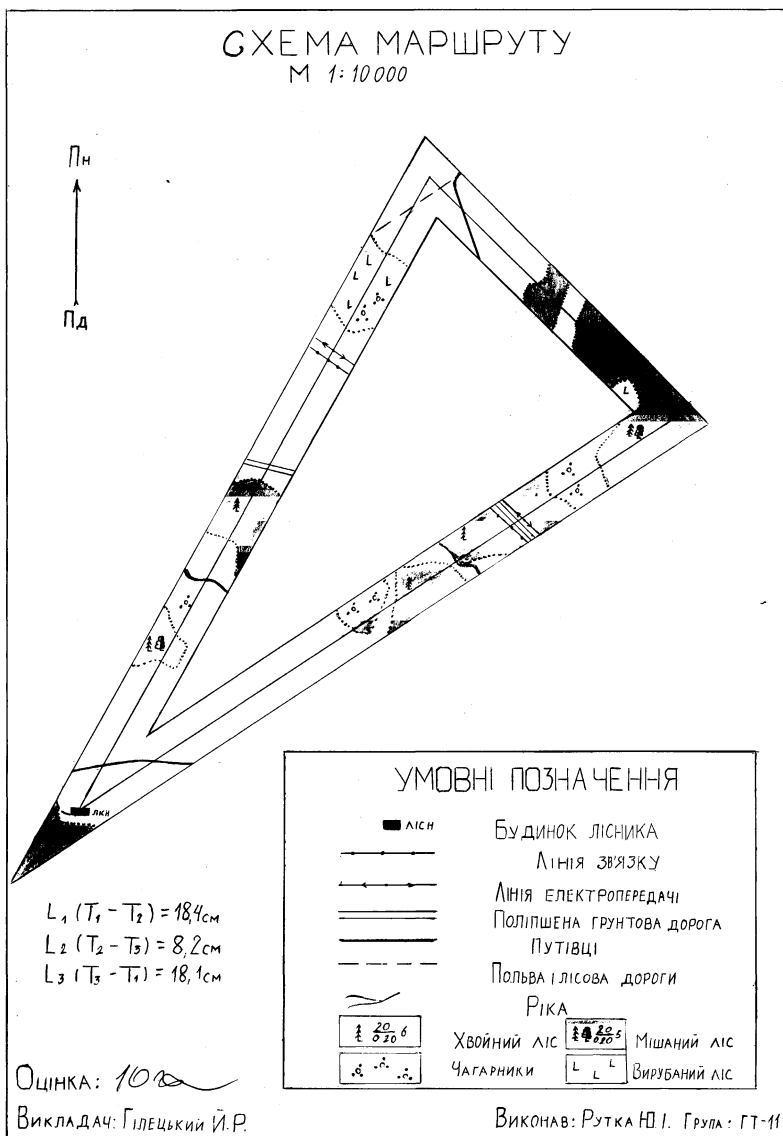 СХЕМА МАРШРУТУ
М 1:10000
Пн
Пд
L
L
L
L
L
лісн
УМОВНІ ПОЗНАЧЕННЯ
лісн Будинок лісника
Лінія зв'язку
Лінія електропередачі
Поліпшена грунтова дорога
Путівці
Польва і лісова дороги
Ріка
20/0.20 6 Хвойний ліс 20/0.20 5 Мішаний ліс
Чагарники L L L Вирубаний ліс
L₁ (T₁ – T₂) = 18,4см
L₂ (T₂ – T₃) = 8,2см
L₃ (T₃ – T₁) = 18,1см
Оцінка: 10
Викладач: Гілецький Й.Р.
Виконав: Рутка Ю.І. Група: ГТ-11